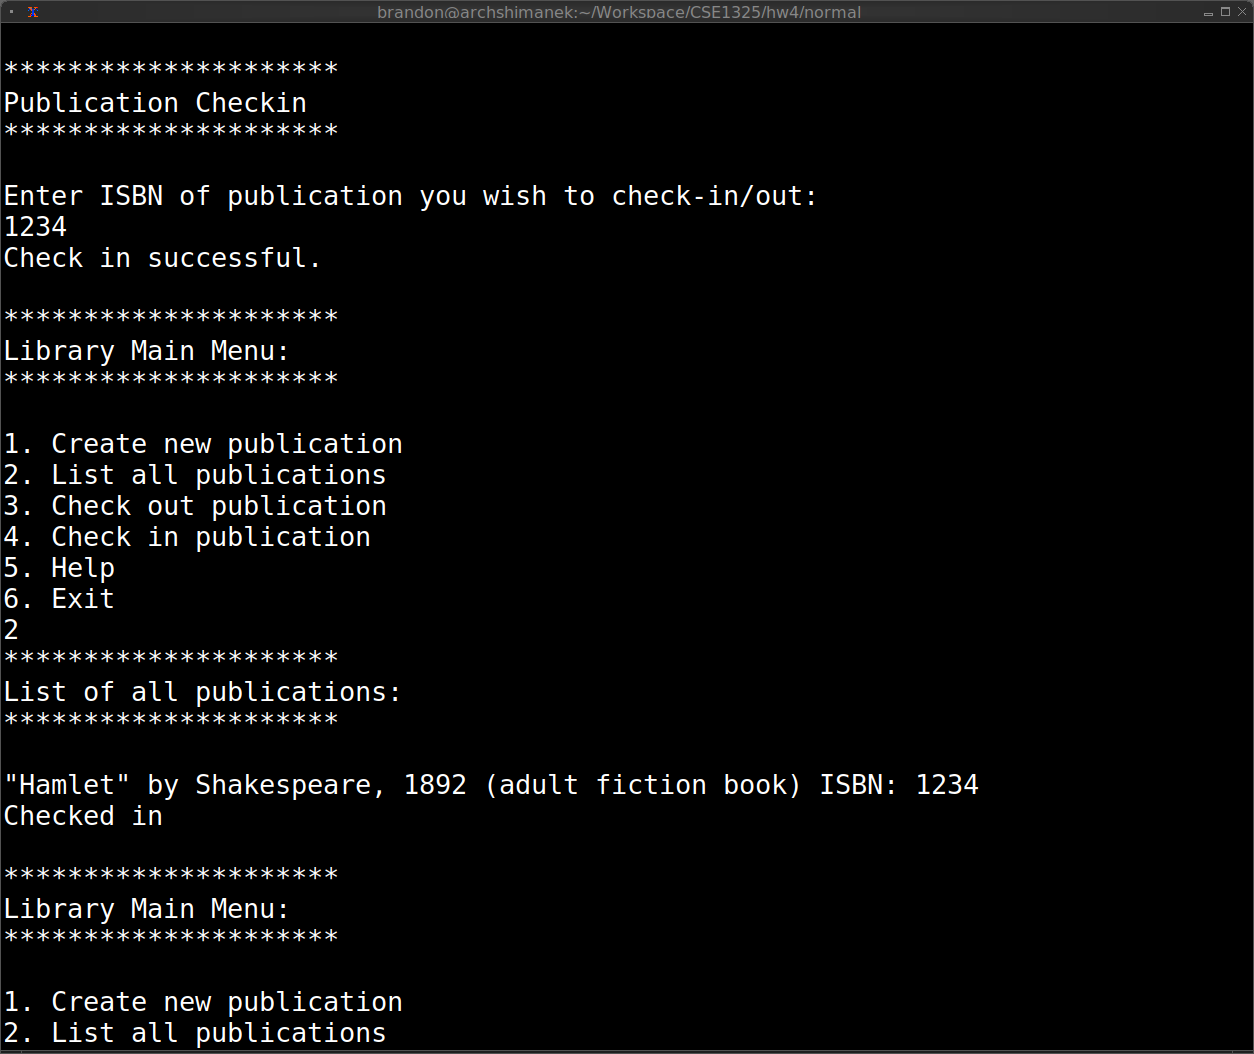 brandon@archshimanek:~/Workspace/CSE1325/hw4/normal
*********************
Publication Checkin
*********************
Enter ISBN of publication you wish to check-in/out:
1234
Check in successful.
*********************
Library Main Menu:
*********************
1. Create new publication
2. List all publications
3. Check out publication
4. Check in publication
5. Help
6. Exit
2
*********************
List of all publications:
*********************
"Hamlet" by Shakespeare, 1892 (adult fiction book) ISBN: 1234
Checked in
*********************
Library Main Menu:
*********************
1. Create new publication
2. List all publications